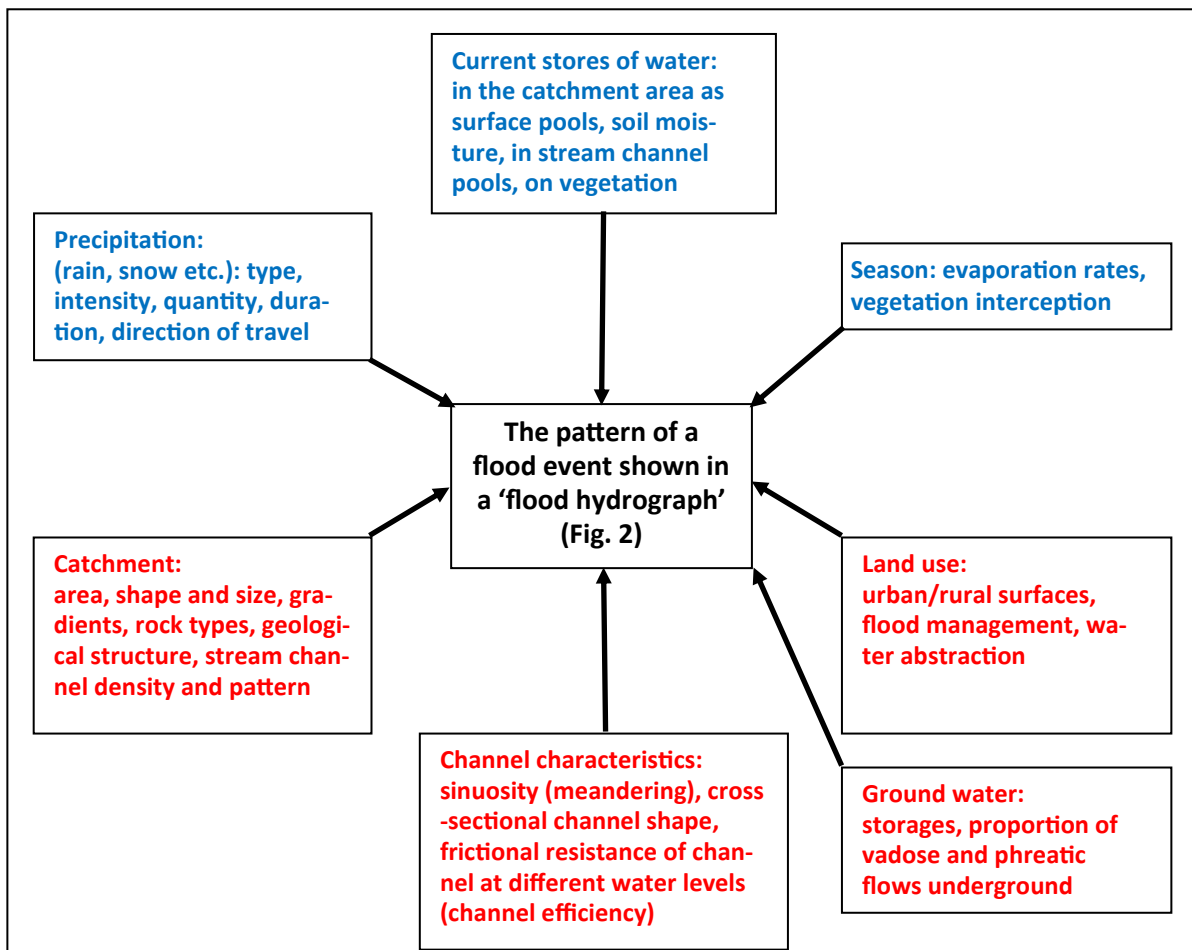 Current stores of water:
in the catchment area as
surface pools, soil mois-
ture, in stream channel
pools, on vegetation
Precipitation:
(rain, snow etc.): type,
intensity, quantity, dura-
tion, direction of travel
Season: evaporation rates,
vegetation interception
The pattern of a
flood event shown in
a ‘flood hydrograph’
(Fig. 2)
Catchment:
area, shape and size, gra-
dients, rock types, geologi-
cal structure, stream chan-
nel density and pattern
Land use:
urban/rural surfaces,
flood management, wa-
ter abstraction
Channel characteristics:
sinuosity (meandering), cross
-sectional channel shape,
frictional resistance of chan-
nel at different water levels
(channel efficiency)
Ground water:
storages, proportion of
vadose and phreatic
flows underground